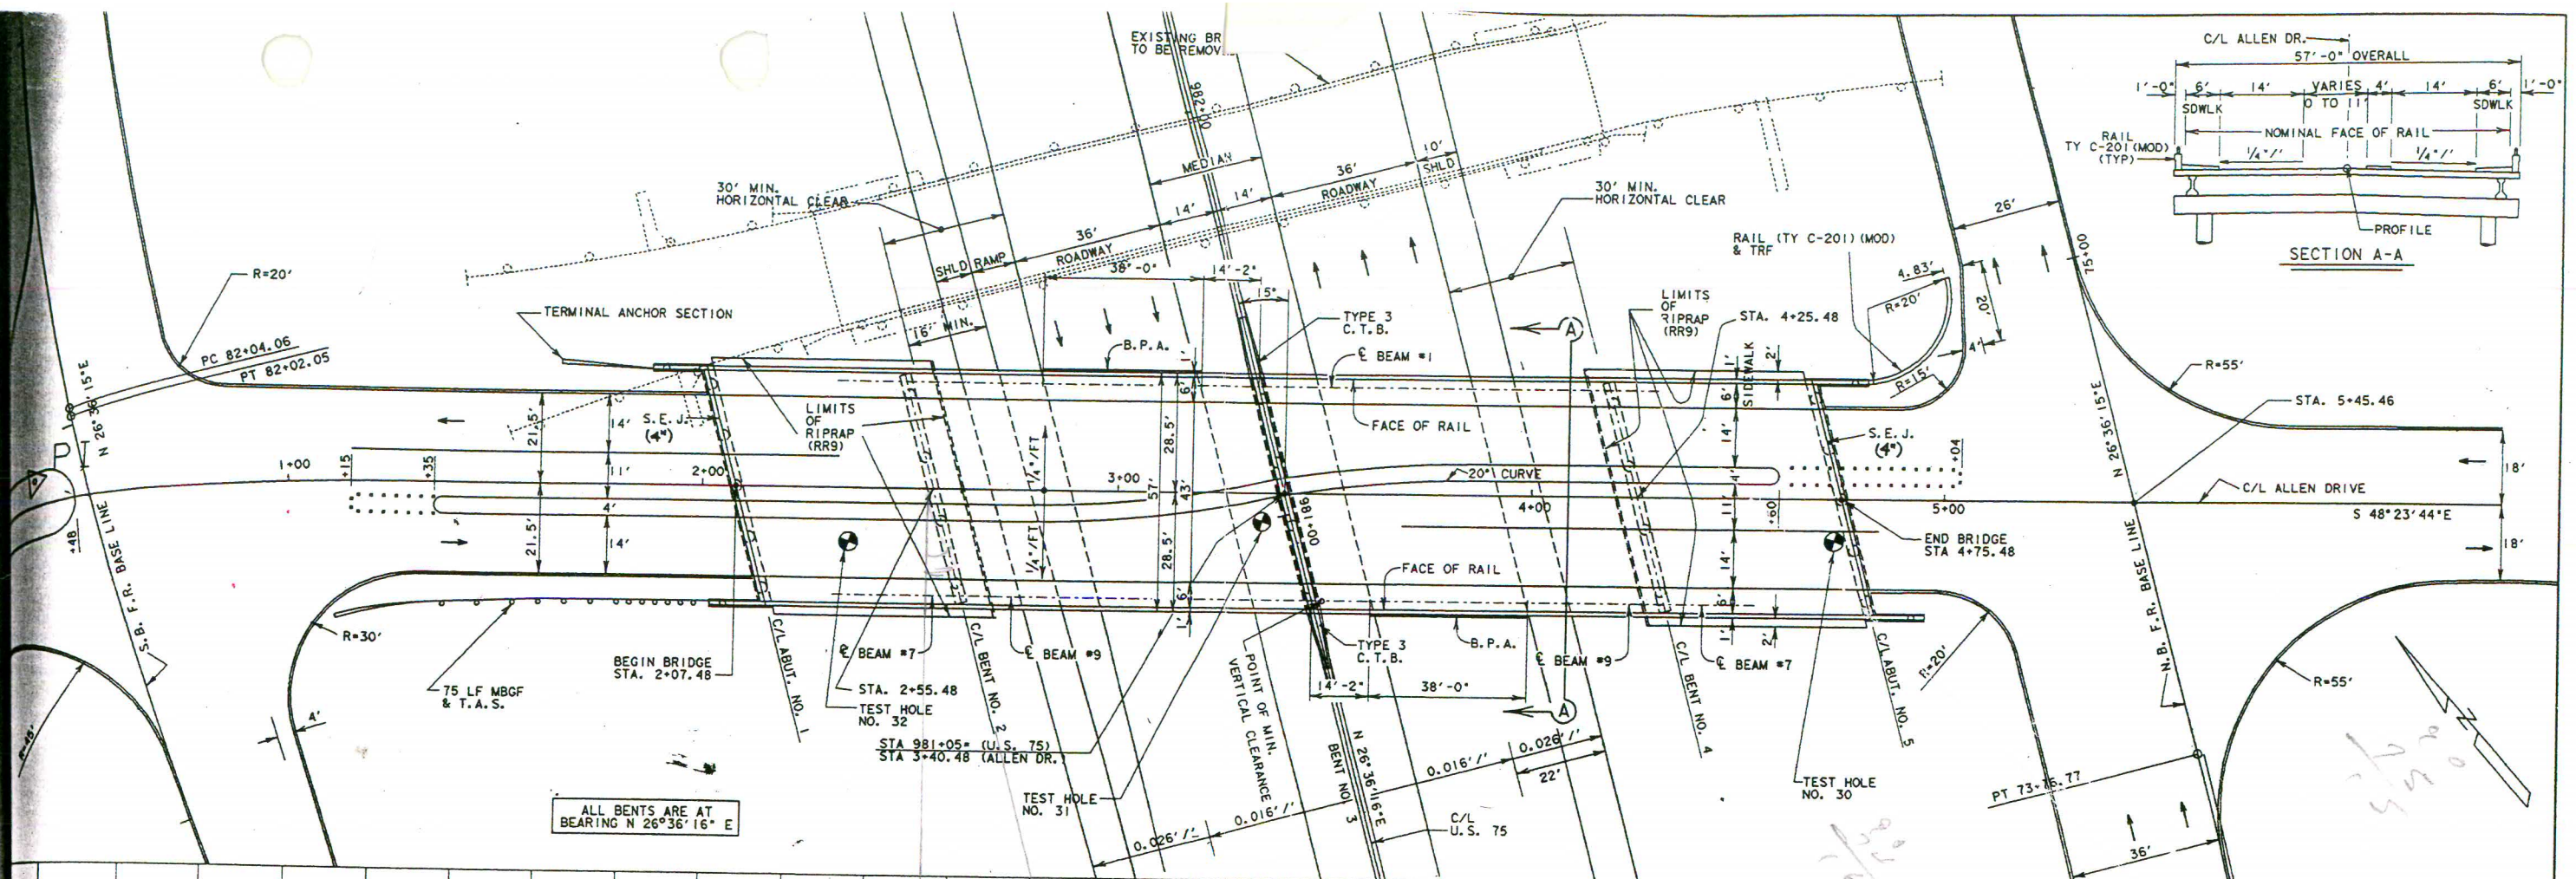 EXISTING BR
TO BE REMOV
982+00
MEDIAN
14'
14'
36'
ROADWAY
10'
SHLD
30' MIN.
HORIZONTAL CLEAR
SHLD RAMP
36'
ROADWAY
38'-0"
14'-2"
15"
30' MIN.
HORIZONTAL CLEAR
RAIL (TY C-201) (MOD)
& TRF
4.83'
R=20'
20'
4'
R=15'
26'
75+00
C/L ALLEN DR.
57'-0" OVERALL
1'-0"
6'
14'
VARIES
0 TO 11'
4'
14'
6'
1'-0"
SDWLK
SDWLK
NOMINAL FACE OF RAIL
RAIL
TY C-201(MOD)
(TYP)
1/4"/'
1/4"/'
PROFILE
SECTION A-A
R=20'
TERMINAL ANCHOR SECTION
PC 82+04.06
PT 82+02.05
N 26°36'15"E
16' MIN.
B.P.A.
TYPE 3
C.T.B.
℄ BEAM #1
A
LIMITS
OF
RIPRAP
(RR9)
STA. 4+25.48
SIDEWALK
1'
2'
6'
R=55'
STA. 5+45.46
N 26°36'15"E
S.E.J.
(4")
LIMITS
OF
RIPRAP
(RR9)
1'
6'
FACE OF RAIL
S.E.J.
(4")
21.5'
14'
11'
4'
14'
21.5'
1+00
+15
+35
2+00
3+00
1/4"/FT
1/4"/FT
28.5'
57'
43'
28.5'
6'
1'
20° CURVE
4+00
981+00
14'
4'
11'
14'
6'
1'
2'
+60
+04
5+00
C/L ALLEN DRIVE
S 48°23'44"E
18'
18'
END BRIDGE
STA 4+75.48
+48
S.B. F.R. BASE LINE
FACE OF RAIL
R=30'
R=45'
4'
75 LF MBGF
& T.A.S.
BEGIN BRIDGE
STA. 2+07.48
C/L ABUT. NO. 1
℄ BEAM #7
C/L BENT NO. 2
℄ BEAM #9
STA. 2+55.48
TEST HOLE
NO. 32
STA 981+05= (U.S. 75)
STA 3+40.48 (ALLEN DR.)
TEST HOLE
NO. 31
POINT OF MIN.
VERTICAL CLEARANCE
TYPE 3
C.T.B.
B.P.A.
14'-2"
38'-0"
℄ BEAM #9
A
℄ BEAM #7
C/L BENT NO. 4
C/L ABUT. NO. 5
R=20'
N.B. F.R. BASE LINE
R=55'
N 26°36'16"E
BENT NO. 3
0.026'/'
0.016'/'
0.016'/'
0.026'/'
22'
C/L
U.S. 75
TEST HOLE
NO. 30
PT 73+76.77
36'
ALL BENTS ARE AT
BEARING N 26°36'16" E